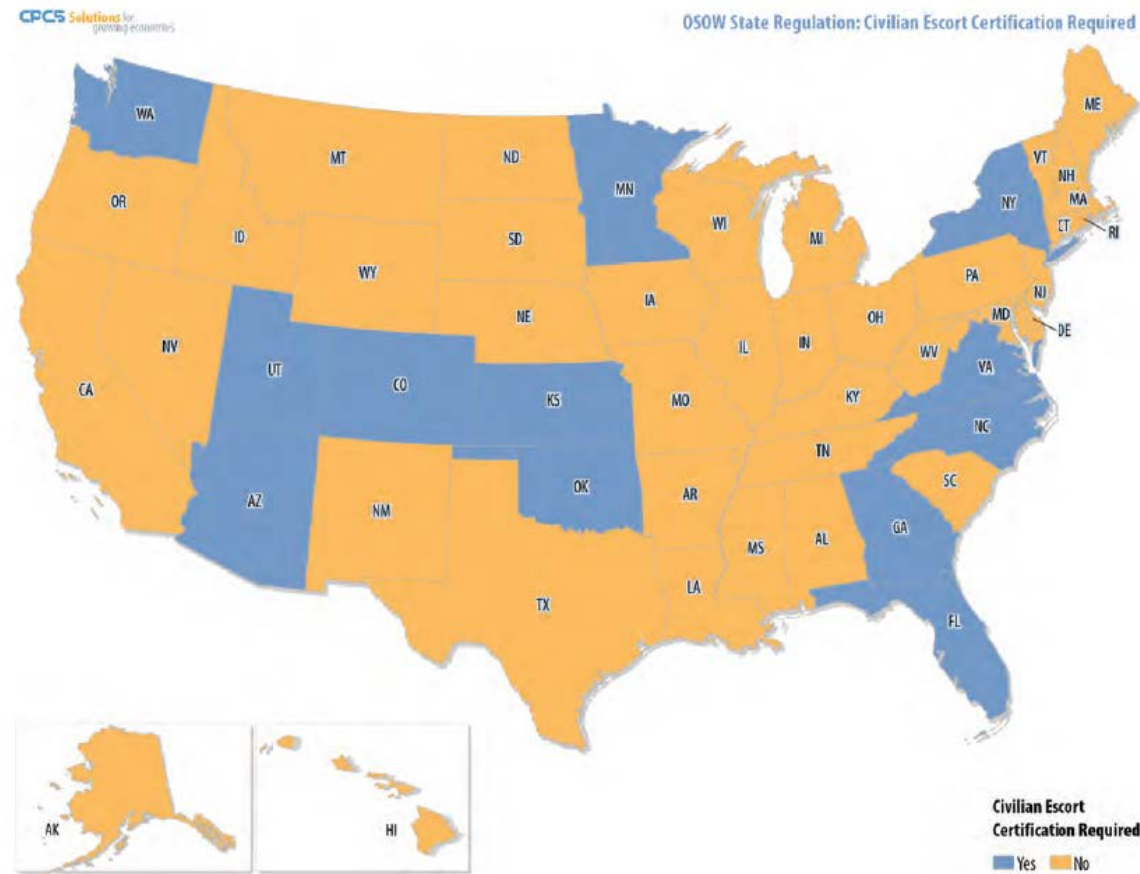 CPCS Solutions for
growing economies
OSOW State Regulation: Civilian Escort Certification Required
WA
MT
ND
MN
ME
VT
NH
MA
NY
CT
RI
OR
ID
SD
WI
MI
WY
PA
NJ
IA
NE
OH
MD
DE
NV
UT
CO
IL
IN
WV
VA
CA
KS
MO
KY
NC
TN
AZ
OK
AR
SC
NM
MS
AL
GA
LA
TX
FL
AK
HI
Civilian Escort
Certification Required
Yes No